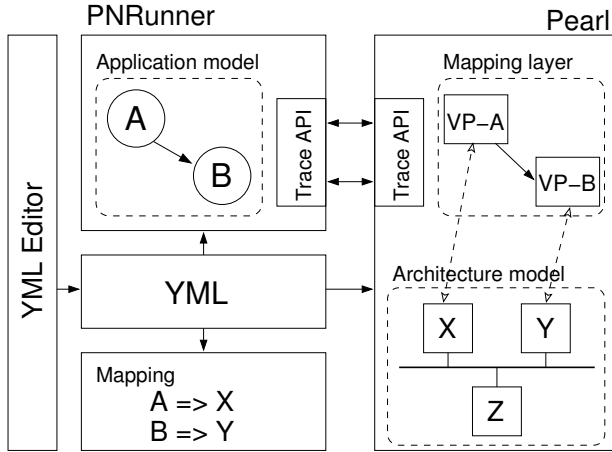 PNRunner
Pearl
Application model
Mapping layer
A
B
Trace API
Trace API
VP-A
VP-B
YML Editor
YML
Architecture model
X
Y
Z
Mapping
A => X
B => Y